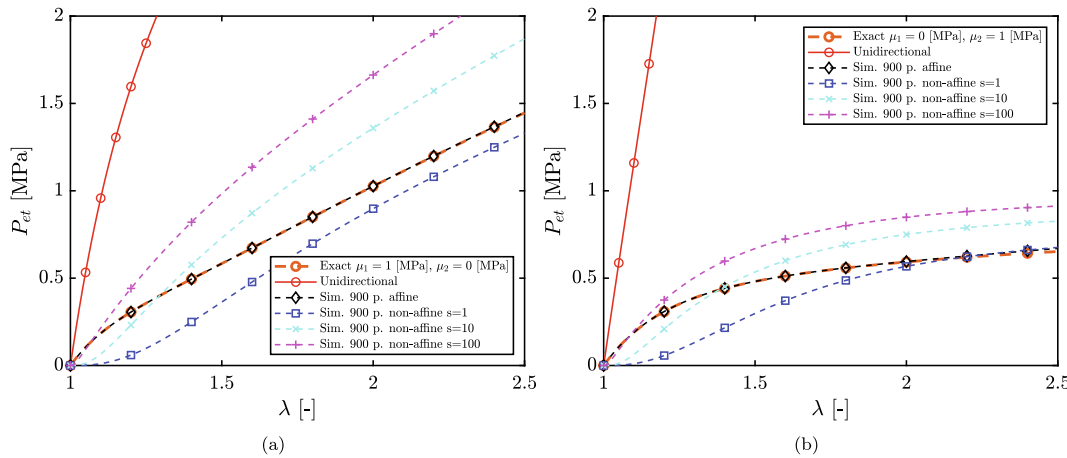 2
1.5
1
0.5
0
P_et [MPa]
1 1.5 2 2.5
λ [-]
Exact μ₁ = 1 [MPa], μ₂ = 0 [MPa]
Unidirectional
Sim. 900 p. affine
Sim. 900 p. non-affine s=1
Sim. 900 p. non-affine s=10
Sim. 900 p. non-affine s=100
(a)
2
1.5
1
0.5
0
P_et [MPa]
1 1.5 2 2.5
λ [-]
Exact μ₁ = 0 [MPa], μ₂ = 1 [MPa]
Unidirectional
Sim. 900 p. affine
Sim. 900 p. non-affine s=1
Sim. 900 p. non-affine s=10
Sim. 900 p. non-affine s=100
(b)